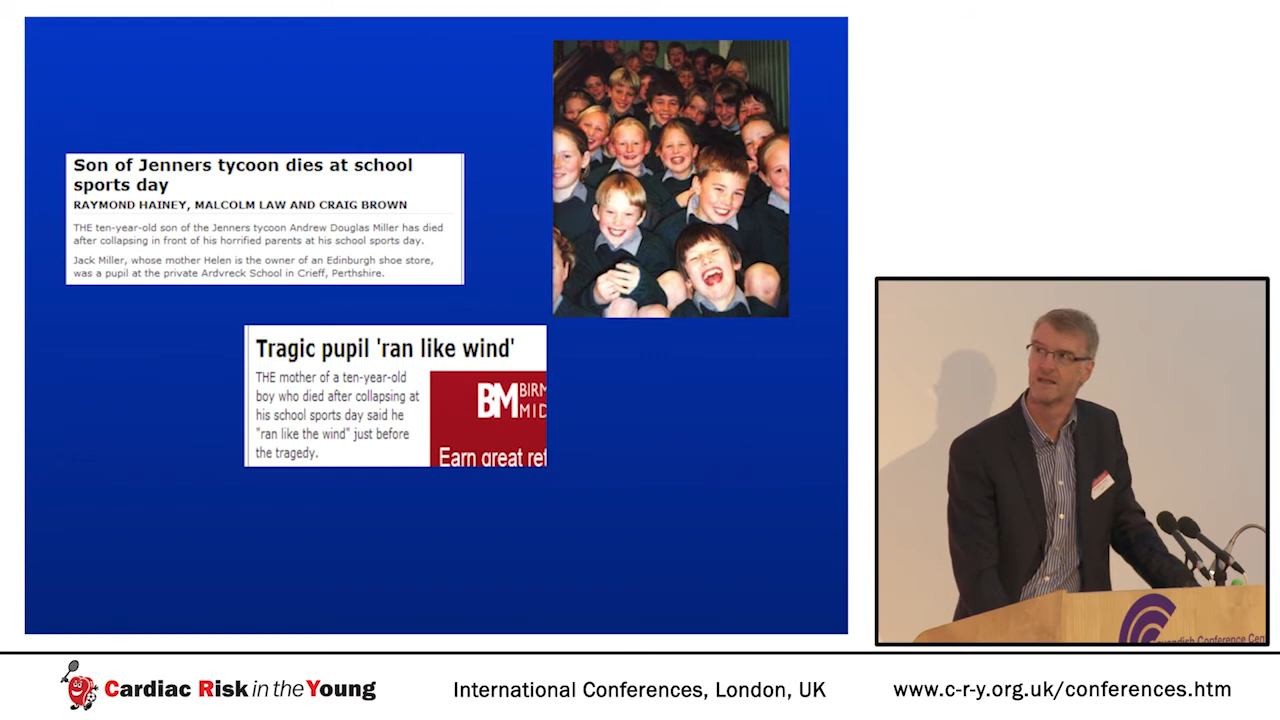 Son of Jenners tycoon dies at school
sports day
RAYMOND HAINEY, MALCOLM LAW AND CRAIG BROWN
THE ten-year-old son of the Jenners tycoon Andrew Douglas Miller has died
after collapsing in front of his horrified parents at his school sports day.
Jack Miller, whose mother Helen is the owner of an Edinburgh shoe store,
was a pupil at the private Ardvreck School in Crieff, Perthshire.
Tragic pupil 'ran like wind'
THE mother of a ten-year-old
boy who died after collapsing at
his school sports day said he
"ran like the wind" just before
the tragedy.
BM BIRM
MID
Earn great ret
Cavendish Conference Cen
Cardiac Risk in the Young
International Conferences, London, UK
www.c-r-y.org.uk/conferences.htm